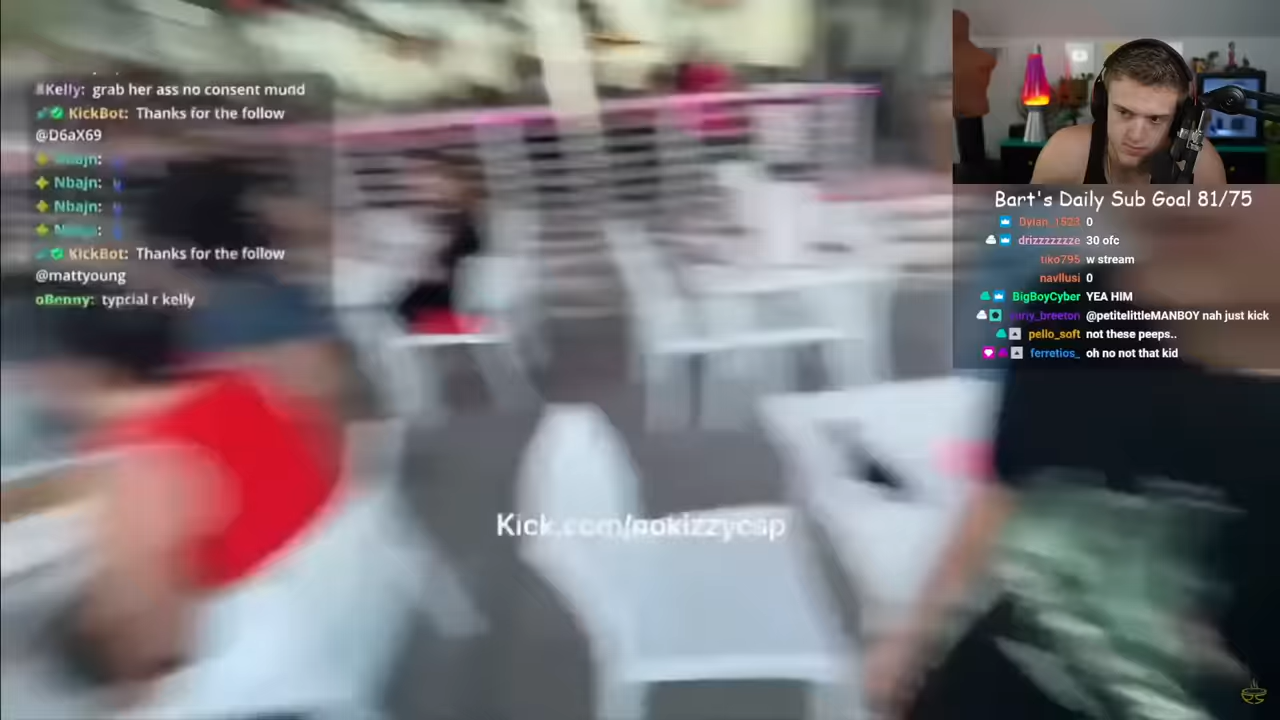 Kelly: grab her ass no consent murid
KickBot: Thanks for the follow
@D6aX69
Nbajn:
Nbajn:
Nbajn:
KickBot: Thanks for the follow
@mattyoung
oBenny: typcial r kelly
Kick.com/nokizzycsp
Bart's Daily Sub Goal 81/75
Dylan_1523 0
drizzzzzzze 30 ofc
tiko795 w stream
navllusi 0
BigBoyCyber YEA HIM
@petitelittleMANBOY nah just kick
pello_soft not these peeps..
ferretios_ oh no not that kid